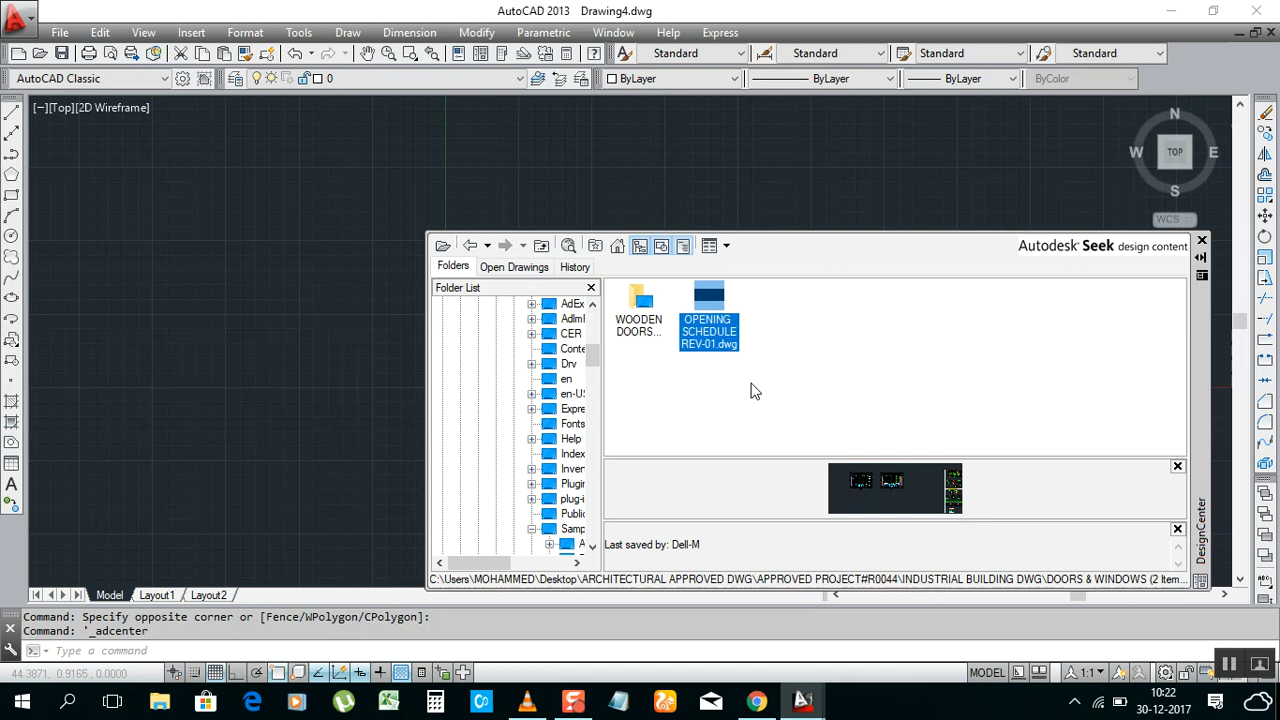 AutoCAD 2013 Drawing4.dwg
File Edit View Insert Format Tools Draw Dimension Modify Parametric Window Help Express
Standard Standard Standard Standard
AutoCAD Classic 0 ByLayer ByLayer ByLayer ByColor
[−][Top][2D Wireframe]
N
W TOP E
S
WCS
Autodesk Seek design content
Folders Open Drawings History
Folder List
AdEx
AdlmI
CER
Conte
Drv
en
en-US
Expre
Fonts
Help
Index
Inver
Plugin
plug-i
Public
Samp
A
WOODEN
DOORS...
OPENING
SCHEDULE
REV-01.dwg
Last saved by: Dell-M
DesignCenter
C:\Users\MOHAMMED\Desktop\ARCHITECTURAL APPROVED DWG\APPROVED PROJECT#R0044\INDUSTRIAL BUILDING DWG\DOORS & WINDOWS (2 Item...
Model Layout1 Layout2
Command: Specify opposite corner or [Fence/WPolygon/CPolygon]:
Command: '_adcenter
Type a command
44.3871, 0.9165, 0.0000
MODEL 1:1
10:22
30-12-2017